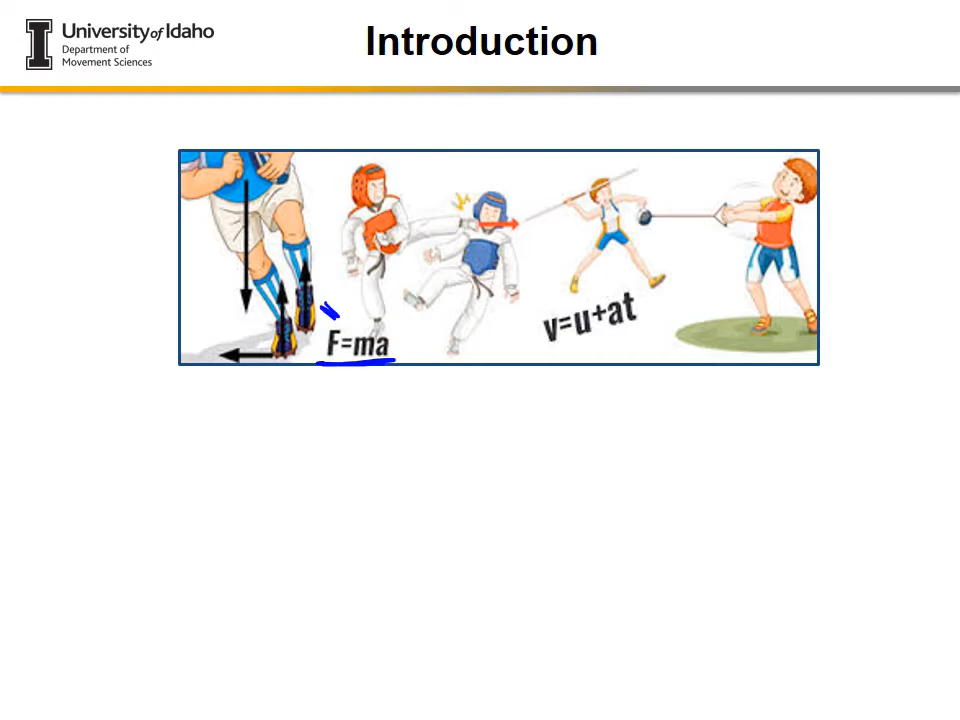 University of Idaho
Department of
Movement Sciences
Introduction
F=ma
v=u+at